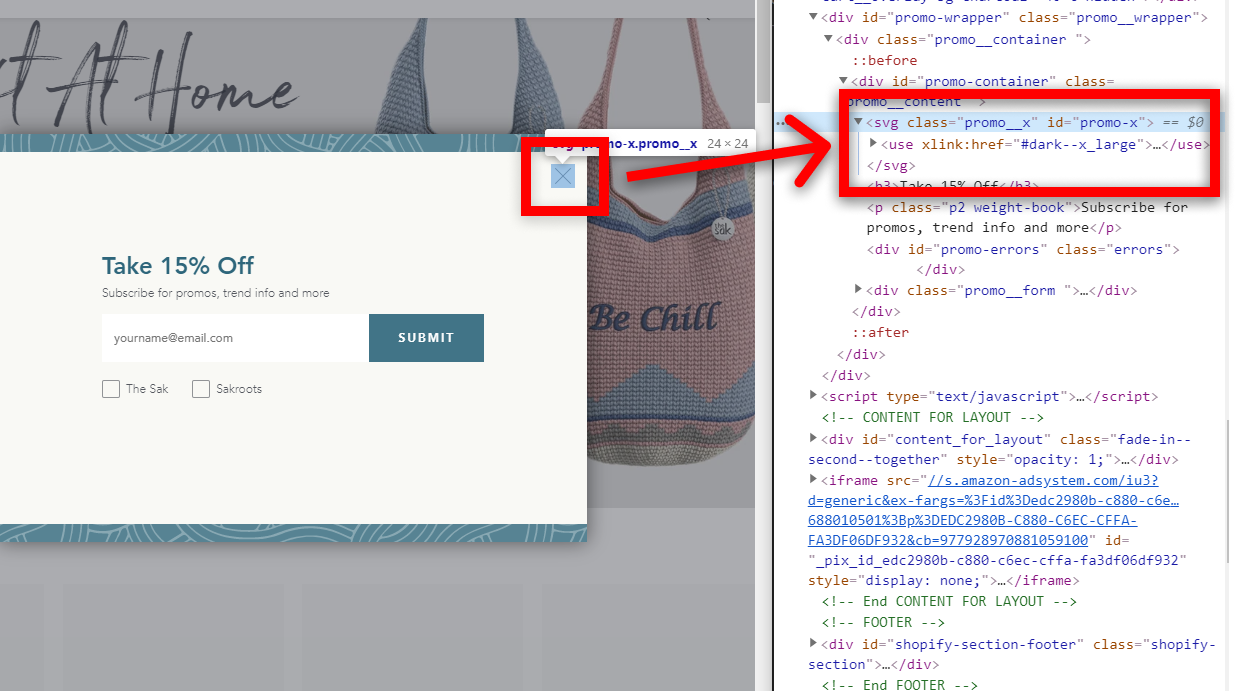 t At Home
svg#promo-x.promo__x 24 × 24
Take 15% Off
Subscribe for promos, trend info and more
yourname@email.com
SUBMIT
The Sak
Sakroots
the
sak
Be Chill
<div id="promo-wrapper" class="promo__wrapper">
<div class="promo__container ">
::before
<div id="promo-container" class=
promo__content ">
<svg class="promo__x" id="promo-x"> == $0
<use xlink:href="#dark--x_large">…</use>
</svg>
<h3>Take 15% Off</h3>
<p class="p2 weight-book">Subscribe for
promos, trend info and more</p>
<div id="promo-errors" class="errors">
</div>
<div class="promo__form ">…</div>
</div>
::after
</div>
</div>
<script type="text/javascript">…</script>
<!-- CONTENT FOR LAYOUT -->
<div id="content_for_layout" class="fade-in--
second--together" style="opacity: 1;">…</div>
<iframe src="//s.amazon-adsystem.com/iu3?
d=generic&ex-fargs=%3Fid%3Dedc2980b-c880-c6e…
688010501%3Bp%3DEDC2980B-C880-C6EC-CFFA-
FA3DF06DF932&cb=977928970881059100" id=
"_pix_id_edc2980b-c880-c6ec-cffa-fa3df06df932"
style="display: none;">…</iframe>
<!-- End CONTENT FOR LAYOUT -->
<!-- FOOTER -->
<div id="shopify-section-footer" class="shopify-
section">…</div>
<!-- End FOOTER -->